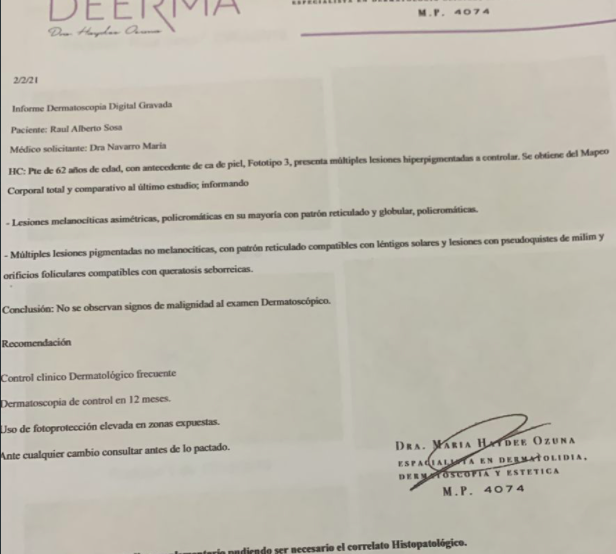 DEERMA
ESPECIALISTA EN
M.P. 4074
2/2/21
Informe Dermatoscopia Digital Gravada
Paciente: Raul Alberto Sosa
Médico solicitante: Dra Navarro Maria
HC: Pte de 62 años de edad, con antecedente de ca de piel, Fototipo 3, presenta múltiples lesiones hiperpigmentadas a controlar. Se obtiene del Mapeo
Corporal total y comparativo al último estudio; informando
- Lesiones melanocíticas asimétricas, policromáticas en su mayoría con patrón reticulado y globular, policromáticas.
- Múltiples lesiones pigmentadas no melanocíticas, con patrón reticulado compatibles con léntigos solares y lesiones con pseudoquistes de milim y
orificios foliculares compatibles con queratosis seborreicas.
Conclusión: No se observan signos de malignidad al examen Dermatoscópico.
Recomendación
Control clínico Dermatológico frecuente
Dermatoscopia de control en 12 meses.
Uso de fotoprotección elevada en zonas expuestas.
Ante cualquier cambio consultar antes de lo pactado.
DRA. MARIA HAYDEE OZUNA
ESPACIALISTA EN DERMATOLIDIA,
DERMATOSCOPIA Y ESTETICA
M.P. 4074
pudiendo ser necesario el correlato Histopatológico.